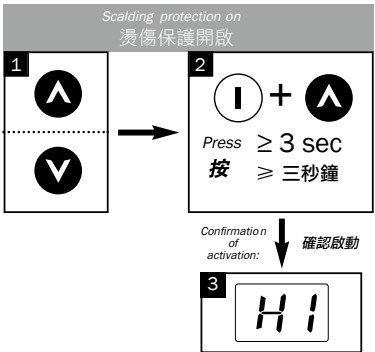 Scalding protection on
燙傷保護開啟
1
2
+
Press ≥ 3 sec
按 ≥ 三秒鐘
Confirmation
of
activation:
確認啟動
3
H1